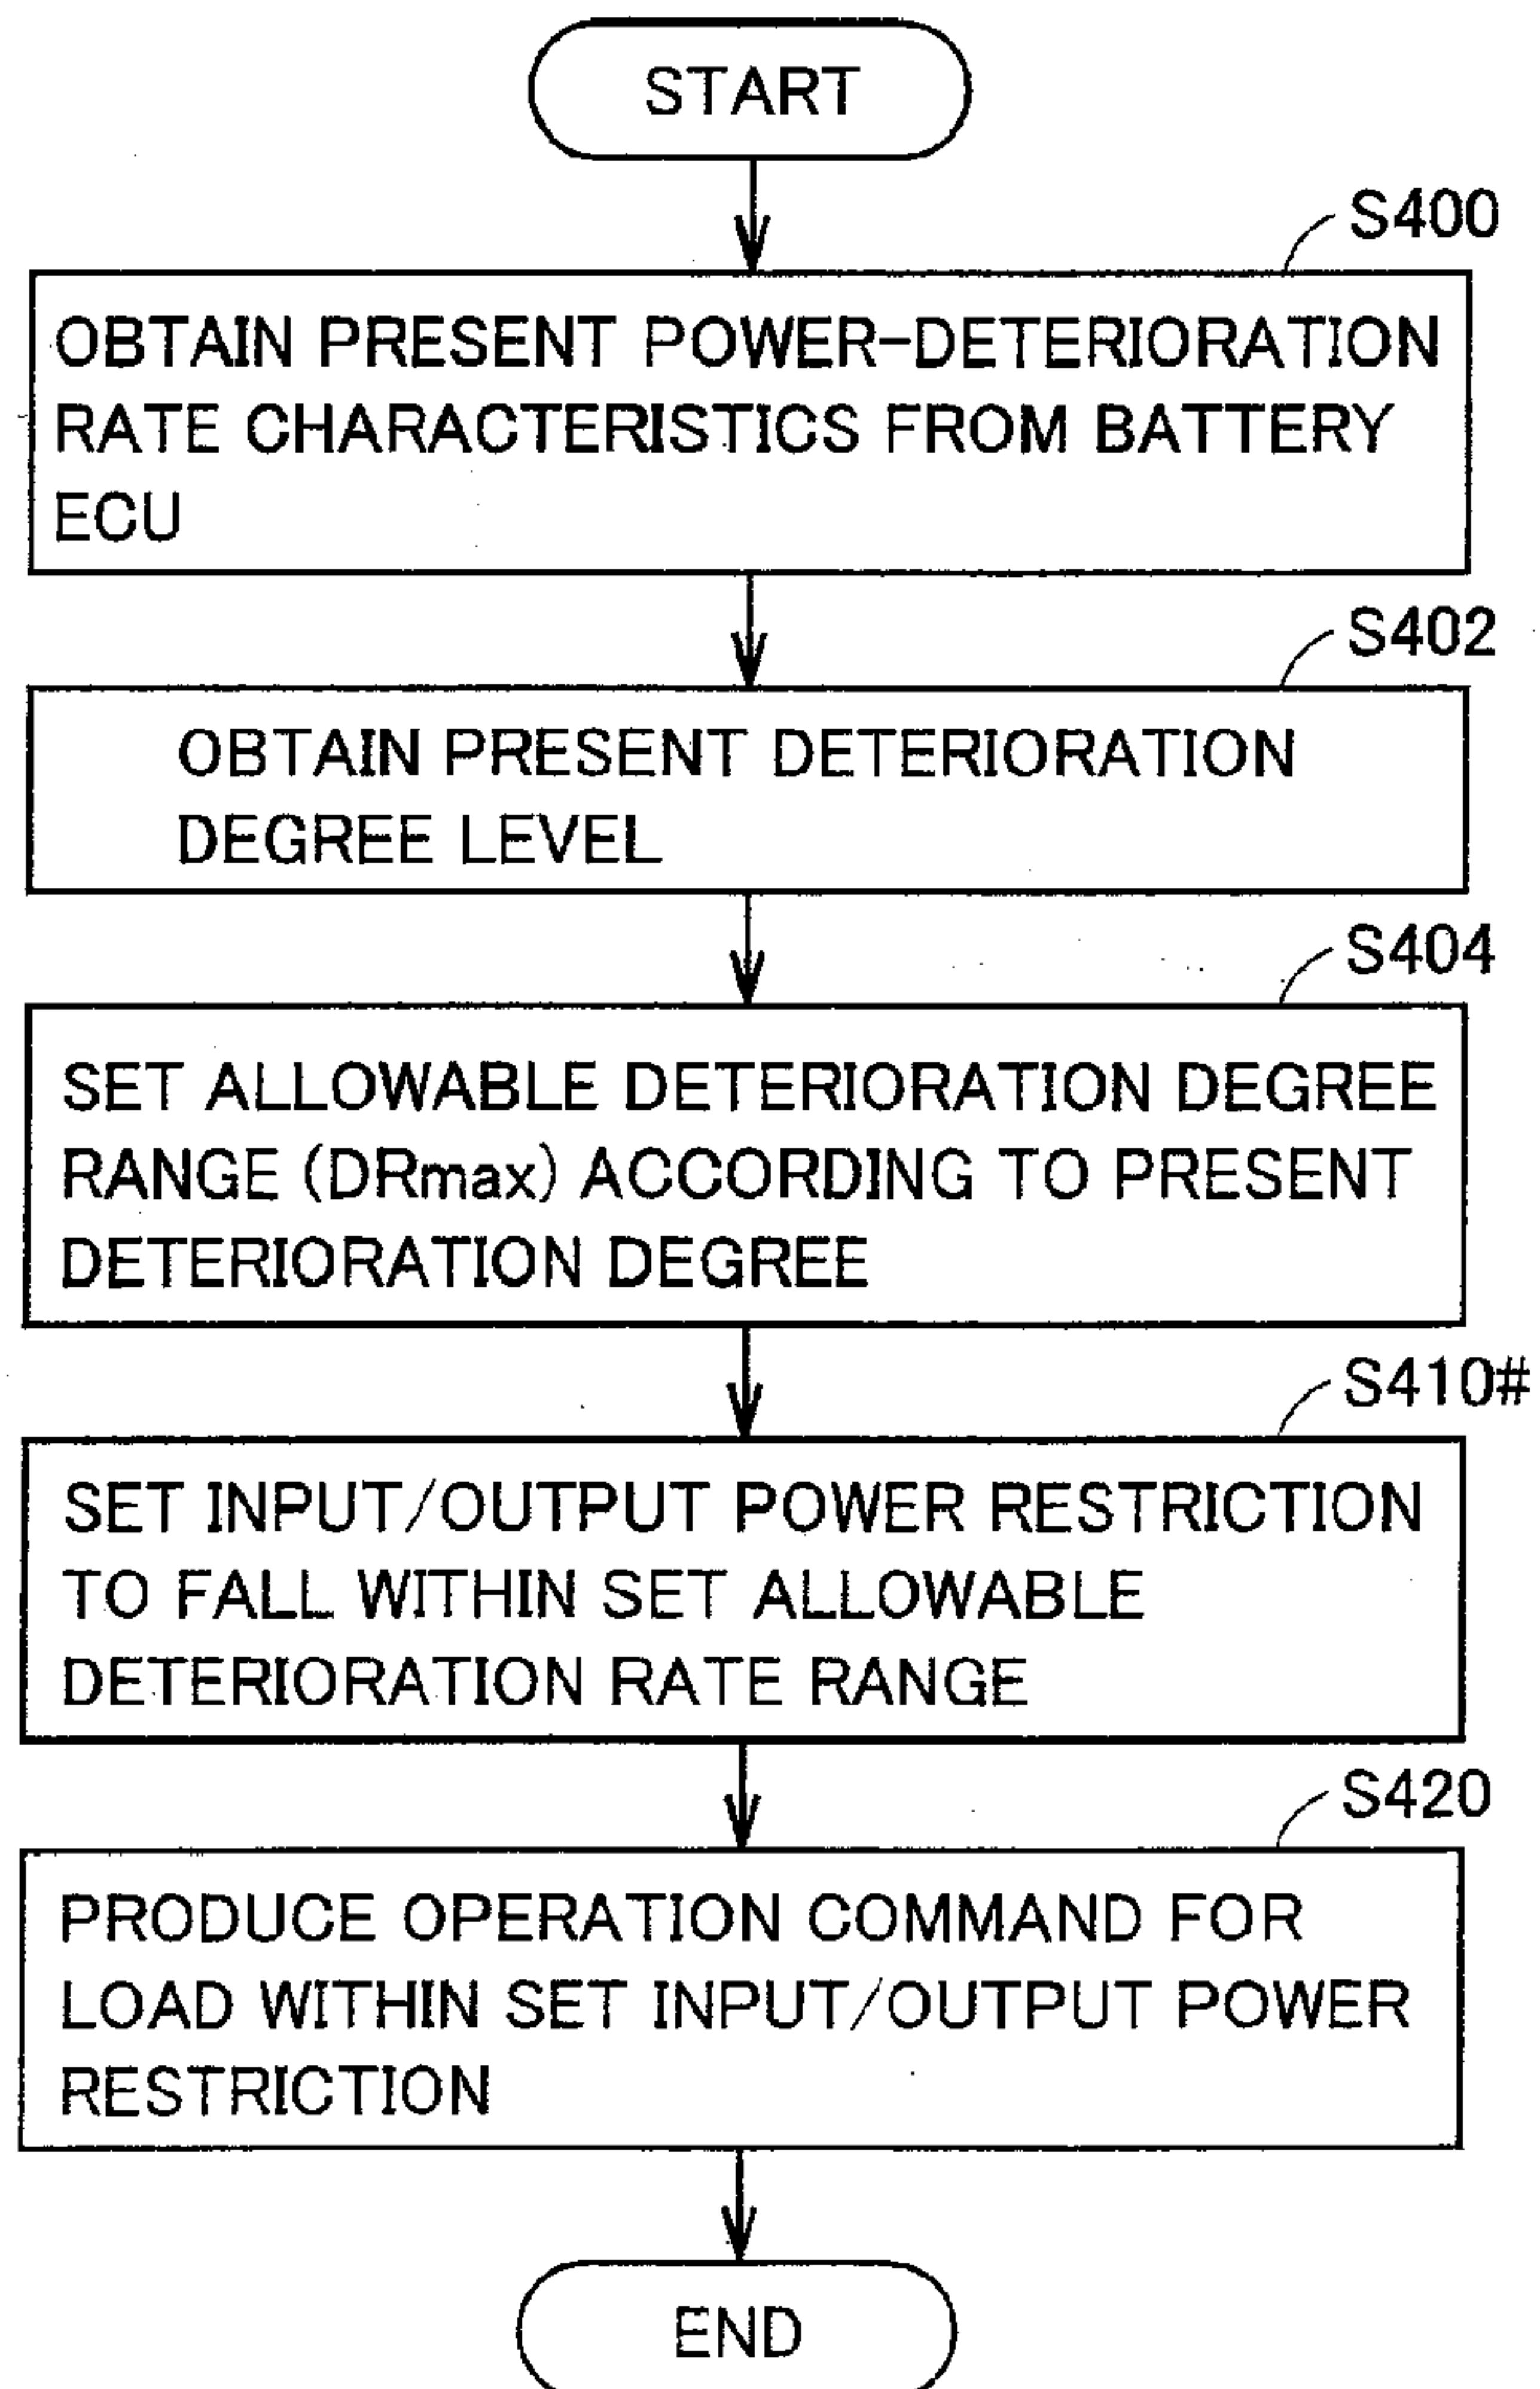 START
S400
OBTAIN PRESENT POWER-DETERIORATION
RATE CHARACTERISTICS FROM BATTERY
ECU
S402
OBTAIN PRESENT DETERIORATION
DEGREE LEVEL
S404
SET ALLOWABLE DETERIORATION DEGREE
RANGE (DRmax) ACCORDING TO PRESENT
DETERIORATION DEGREE
S410#
SET INPUT/OUTPUT POWER RESTRICTION
TO FALL WITHIN SET ALLOWABLE
DETERIORATION RATE RANGE
S420
PRODUCE OPERATION COMMAND FOR
LOAD WITHIN SET INPUT/OUTPUT POWER
RESTRICTION
END